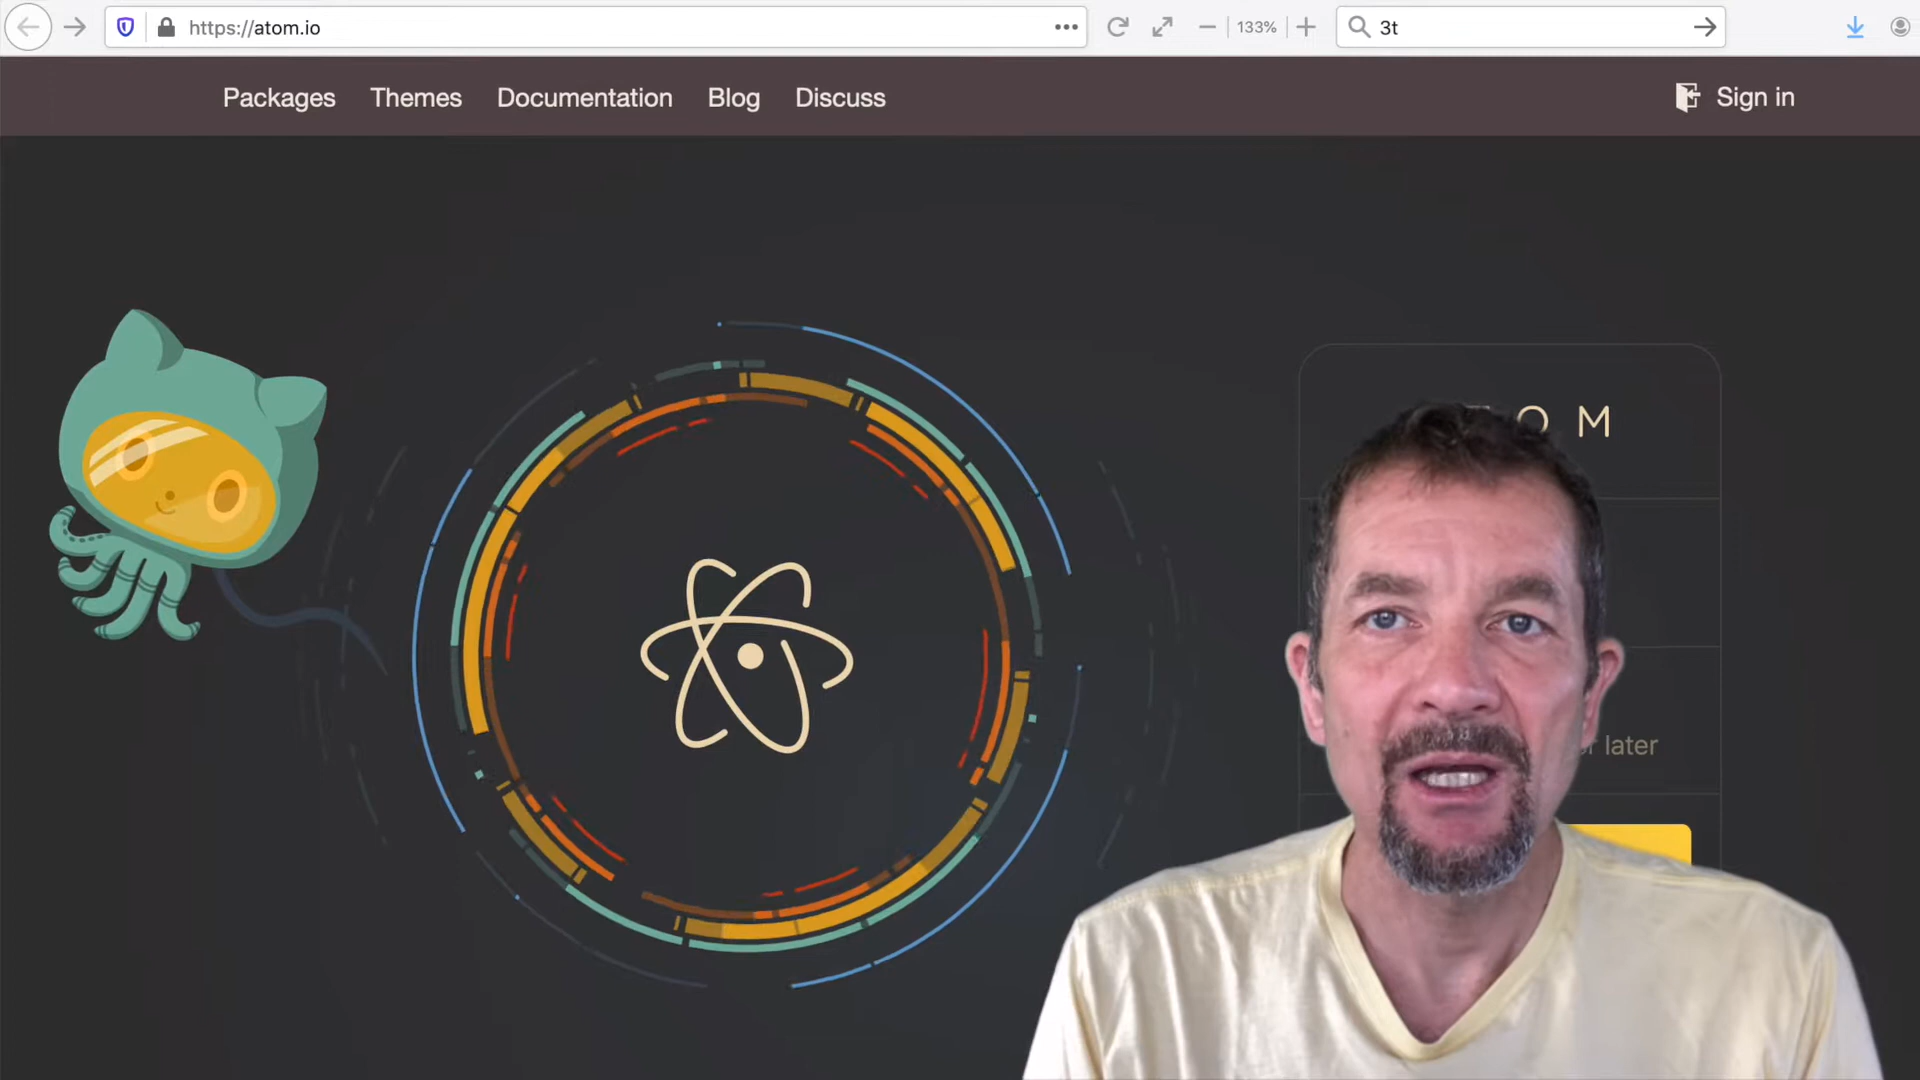 https://atom.io
133%
3t
Packages Themes Documentation Blog Discuss
Sign in
O M
later